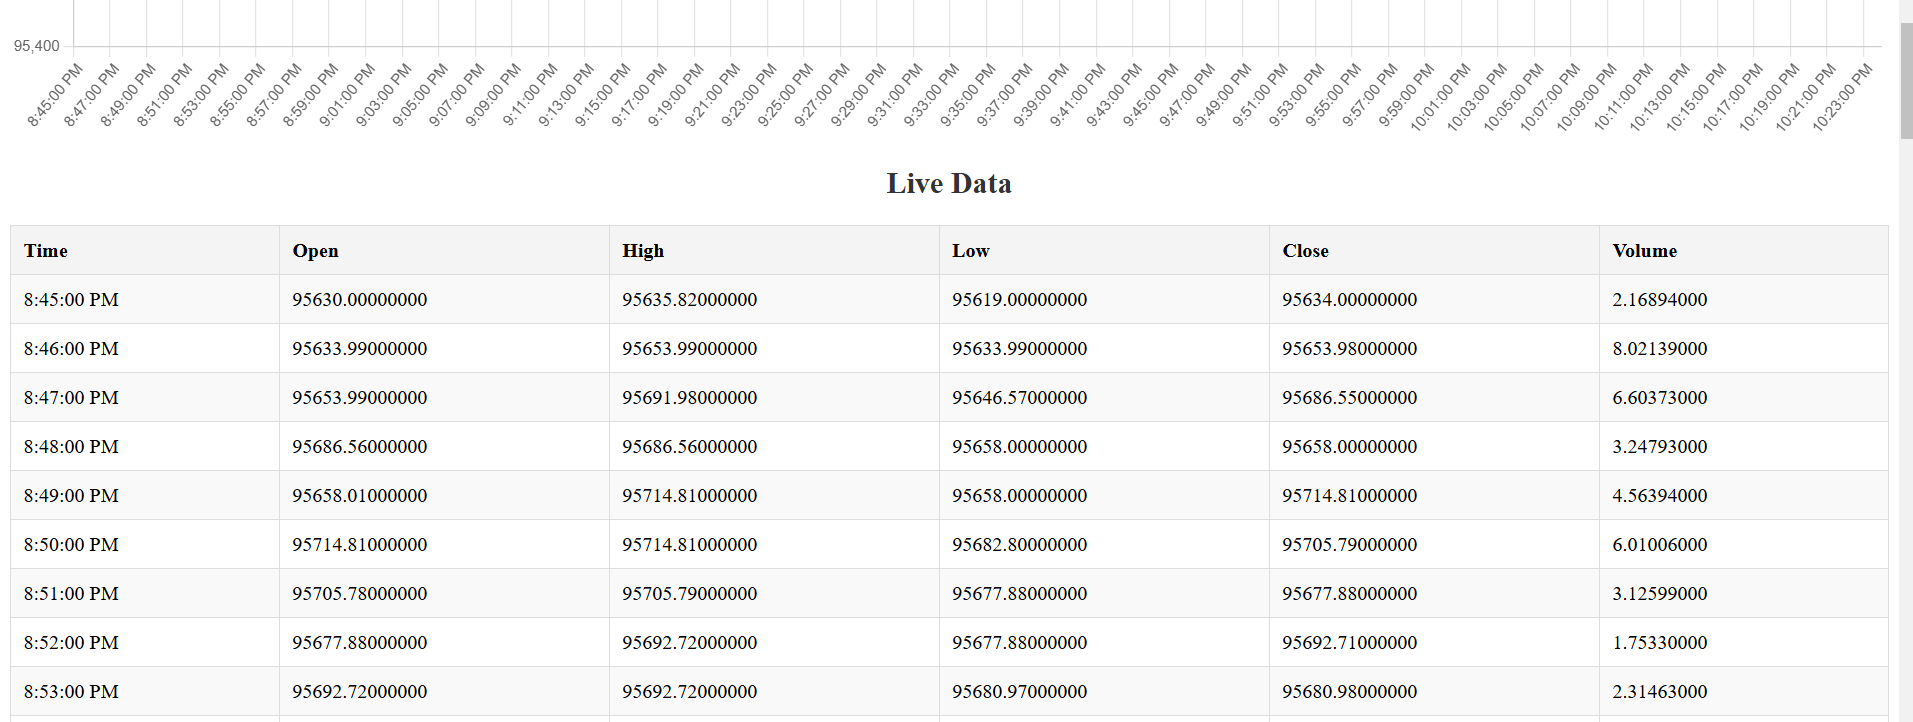 95,400
8:45:00 PM 8:47:00 PM 8:49:00 PM 8:51:00 PM 8:53:00 PM 8:55:00 PM 8:57:00 PM 8:59:00 PM 9:01:00 PM 9:03:00 PM 9:05:00 PM 9:07:00 PM 9:09:00 PM 9:11:00 PM 9:13:00 PM 9:15:00 PM 9:17:00 PM 9:19:00 PM 9:21:00 PM 9:23:00 PM 9:25:00 PM 9:27:00 PM 9:29:00 PM 9:31:00 PM 9:33:00 PM 9:35:00 PM 9:37:00 PM 9:39:00 PM 9:41:00 PM 9:43:00 PM 9:45:00 PM 9:47:00 PM 9:49:00 PM 9:51:00 PM 9:53:00 PM 9:55:00 PM 9:57:00 PM 9:59:00 PM 10:01:00 PM 10:03:00 PM 10:05:00 PM 10:07:00 PM 10:09:00 PM 10:11:00 PM 10:13:00 PM 10:15:00 PM 10:17:00 PM 10:19:00 PM 10:21:00 PM 10:23:00 PM
Live Data
Time Open High Low Close Volume
8:45:00 PM 95630.00000000 95635.82000000 95619.00000000 95634.00000000 2.16894000
8:46:00 PM 95633.99000000 95653.99000000 95633.99000000 95653.98000000 8.02139000
8:47:00 PM 95653.99000000 95691.98000000 95646.57000000 95686.55000000 6.60373000
8:48:00 PM 95686.56000000 95686.56000000 95658.00000000 95658.00000000 3.24793000
8:49:00 PM 95658.01000000 95714.81000000 95658.00000000 95714.81000000 4.56394000
8:50:00 PM 95714.81000000 95714.81000000 95682.80000000 95705.79000000 6.01006000
8:51:00 PM 95705.78000000 95705.79000000 95677.88000000 95677.88000000 3.12599000
8:52:00 PM 95677.88000000 95692.72000000 95677.88000000 95692.71000000 1.75330000
8:53:00 PM 95692.72000000 95692.72000000 95680.97000000 95680.98000000 2.31463000